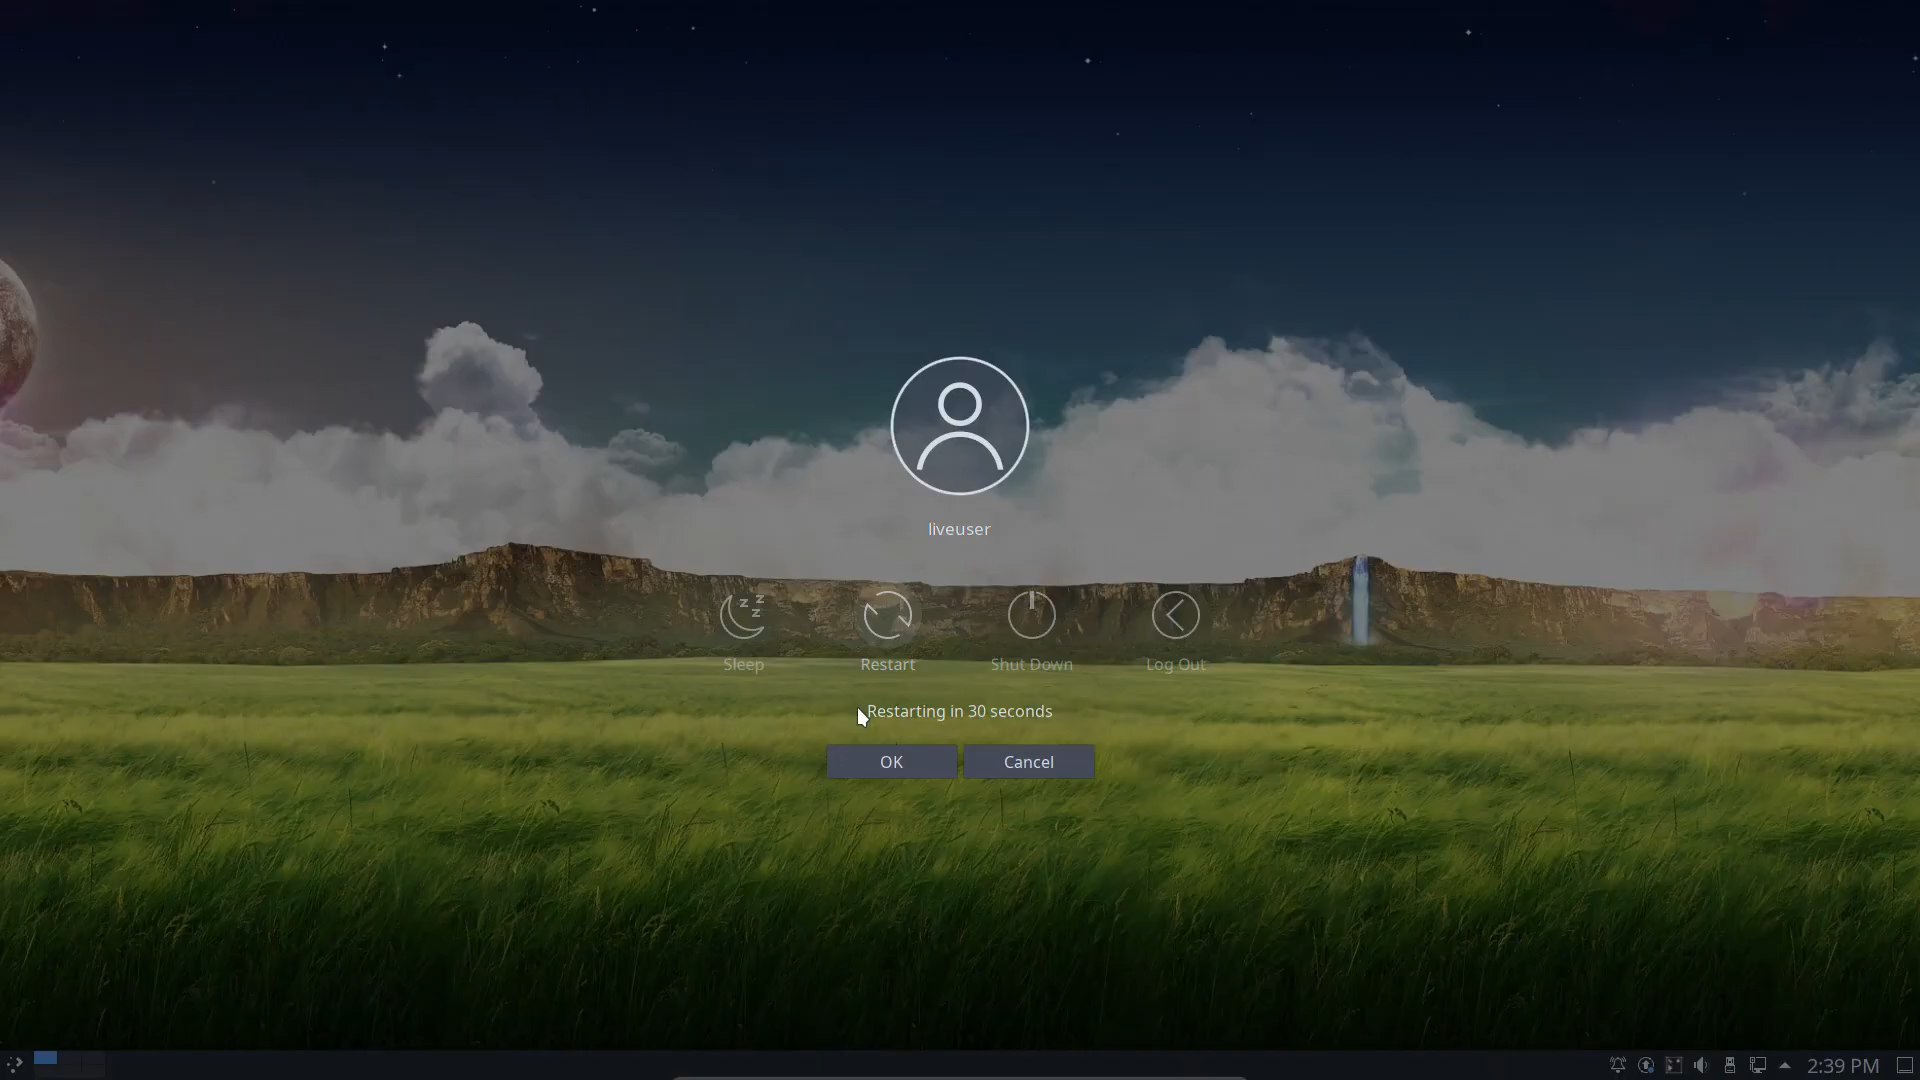 liveuser
Sleep Restart Shut Down Log Out
Restarting in 30 seconds
OK Cancel
2:39 PM